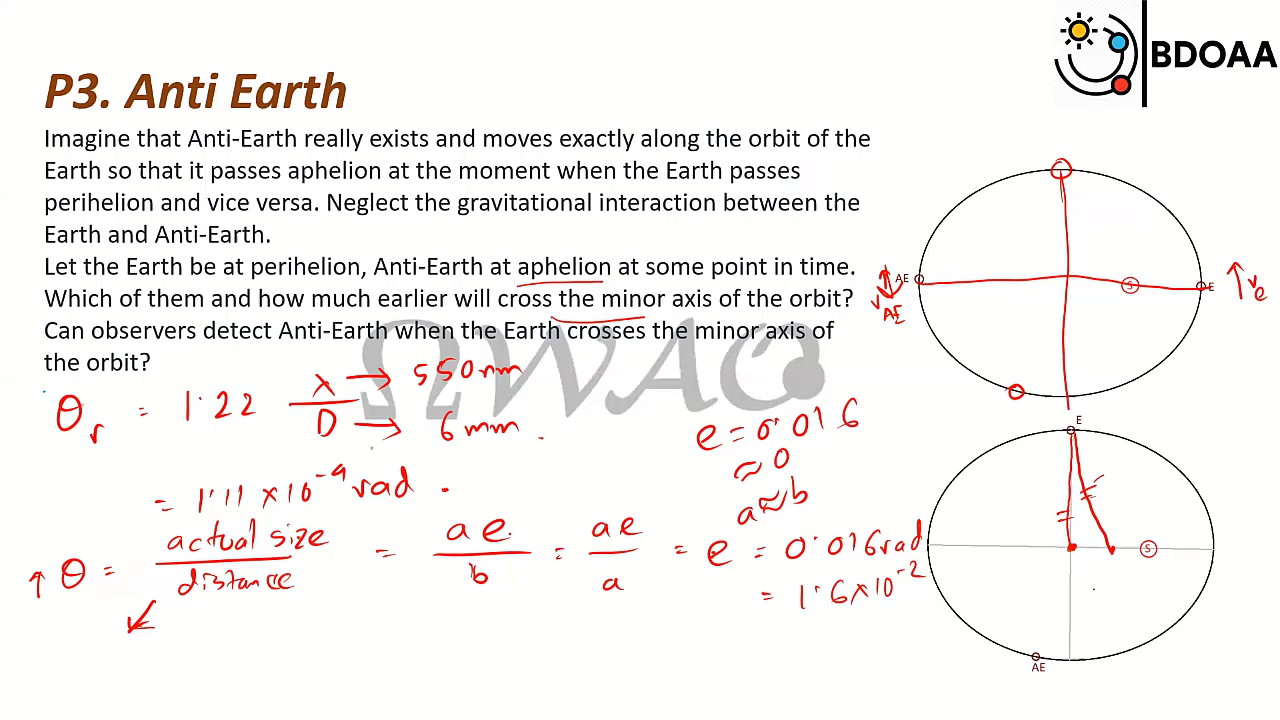 BDOAA
P3. Anti Earth
Imagine that Anti-Earth really exists and moves exactly along the orbit of the
Earth so that it passes aphelion at the moment when the Earth passes
perihelion and vice versa. Neglect the gravitational interaction between the
Earth and Anti-Earth.
Let the Earth be at perihelion, Anti-Earth at aphelion at some point in time.
Which of them and how much earlier will cross the minor axis of the orbit?
Can observers detect Anti-Earth when the Earth crosses the minor axis of
the orbit?
ΩWAO
θr = 1.22 λ/D
λ → 550nm
D → 6mm.
= 1.11 × 10^-4 rad.
↑ θ = actual size / distance = ae / b = ae / a = e = 0.016 rad
= 1.6 × 10^-2
e = 0.016
≈ 0
a ≈ b
AE
S
E
vAE
ve
E
S
AE